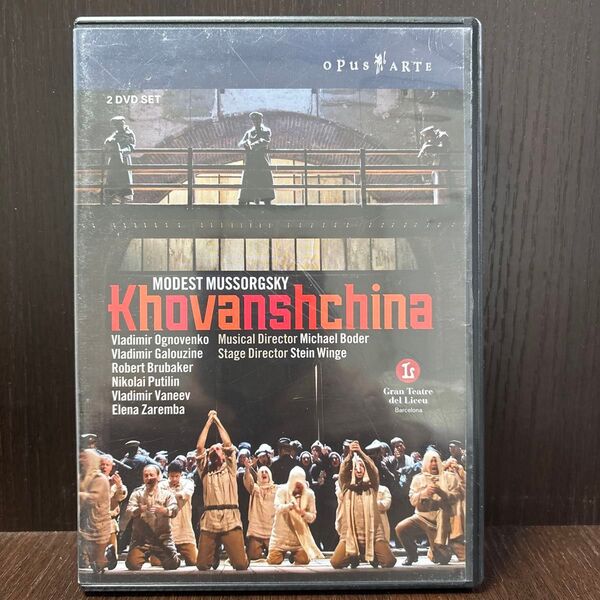 OPUS ARTE
2 DVD SET
MODEST MUSSORGSKY
Khovanshchina
Vladimir Ognovenko
Vladimir Galouzine
Robert Brubaker
Nikolai Putilin
Vladimir Vaneev
Elena Zaremba
Musical Director Michael Boder
Stage Director Stein Winge
Gran Teatre
del Liceu
Barcelona